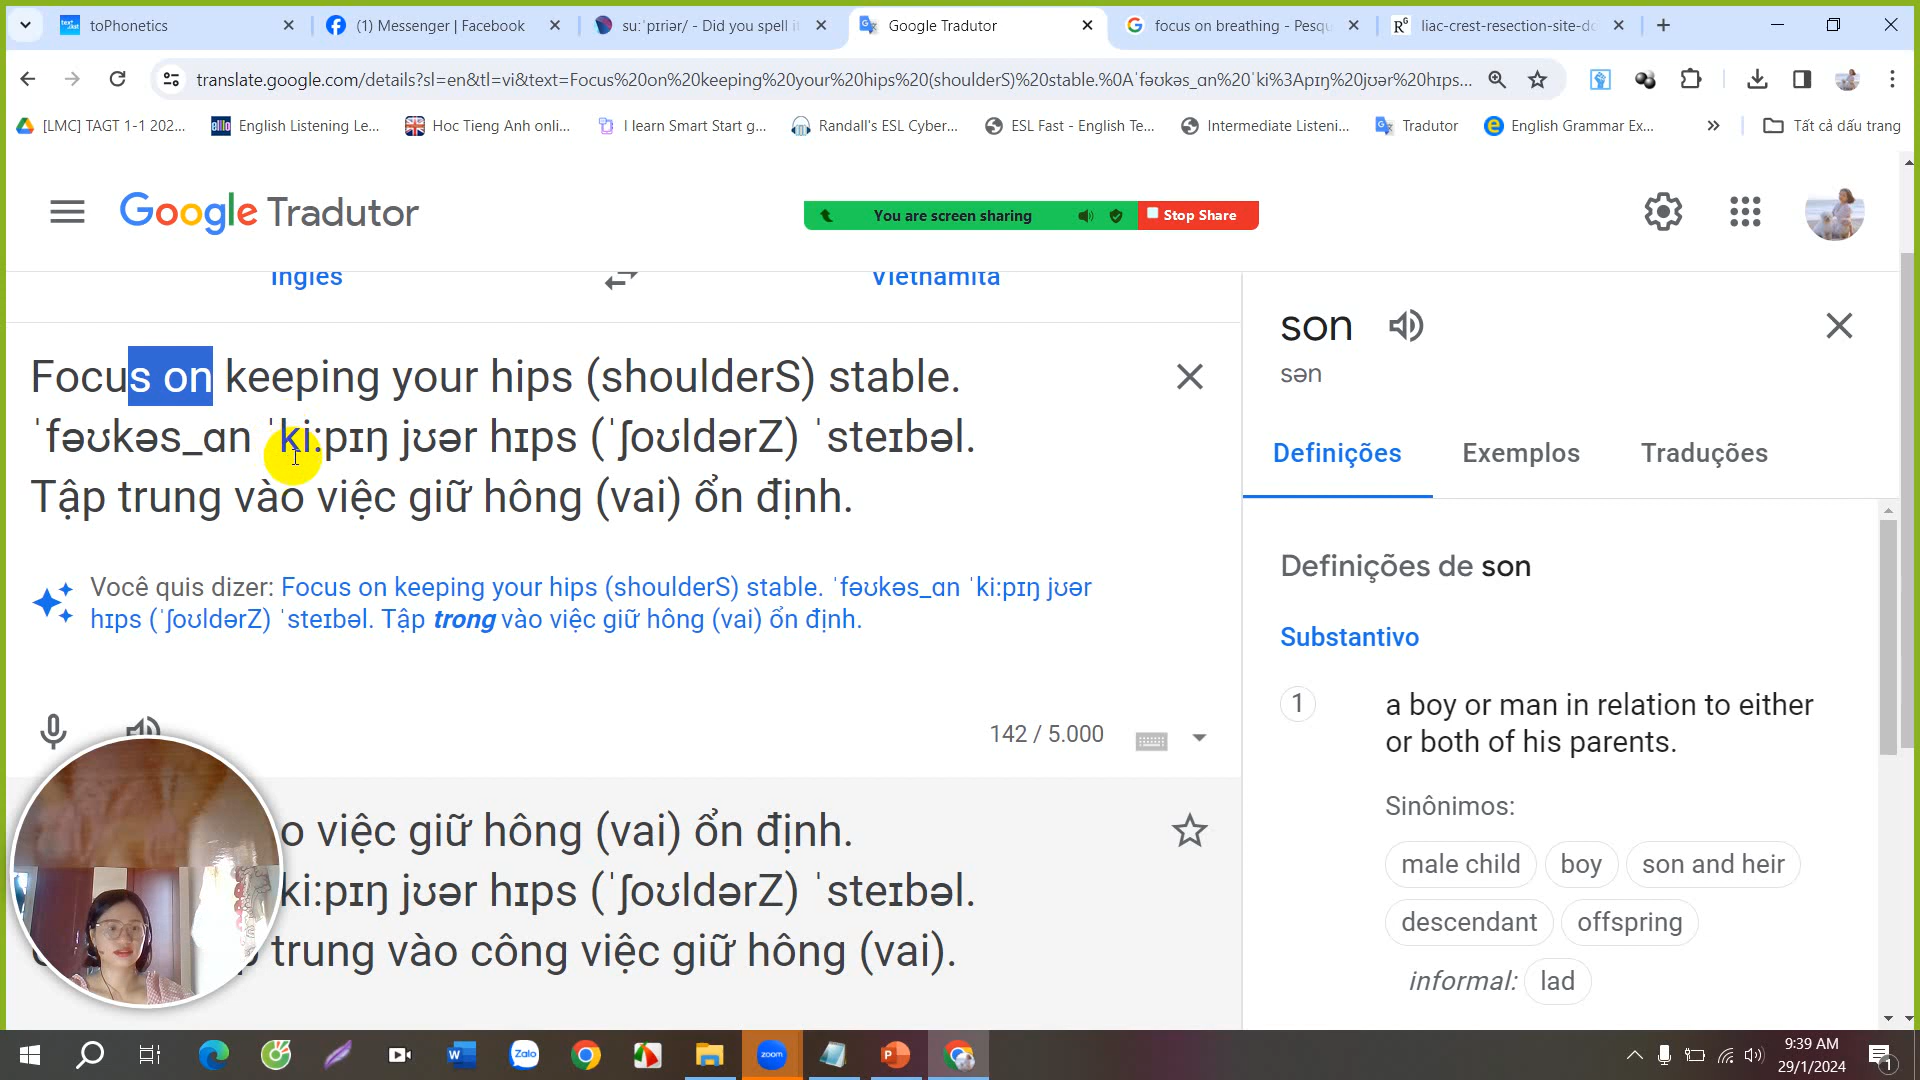 toPhonetics
(1) Messenger | Facebook
su:ˈpɪriər/ - Did you spell it
Google Tradutor
focus on breathing - Pesqu
liac-crest-resection-site-do
translate.google.com/details?sl=en&tl=vi&text=Focus%20on%20keeping%20your%20hips%20(shoulderS)%20stable.%0Aˈfəʊkəs_ɑn%20ˈki%3Apɪŋ%20jʊər%20hɪps...
[LMC] TAGT 1-1 202...
English Listening Le...
Hoc Tieng Anh onli...
I learn Smart Start g...
Randall's ESL Cyber...
ESL Fast - English Te...
Intermediate Listeni...
Tradutor
English Grammar Ex...
Tất cả dấu trang
Google Tradutor
You are screen sharing
Stop Share
Inglês
Vietnamita
Focus on keeping your hips (shoulderS) stable.
ˈfəʊkəs_ɑn ˈki:pɪŋ jʊər hɪps (ˈʃoʊldərZ) ˈsteɪbəl.
Tập trung vào việc giữ hông (vai) ổn định.
Você quis dizer: Focus on keeping your hips (shoulderS) stable. ˈfəʊkəs_ɑn ˈki:pɪŋ jʊər
hɪps (ˈʃoʊldərZ) ˈsteɪbəl. Tập trong vào việc giữ hông (vai) ổn định.
142 / 5.000
o việc giữ hông (vai) ổn định.
ki:pɪŋ jʊər hɪps (ˈʃoʊldərZ) ˈsteɪbəl.
trung vào công việc giữ hông (vai).
son
sən
Definições
Exemplos
Traduções
Definições de son
Substantivo
1
a boy or man in relation to either
or both of his parents.
Sinônimos:
male child
boy
son and heir
descendant
offspring
informal:
lad
zoom
Zalo
9:39 AM
29/1/2024
1